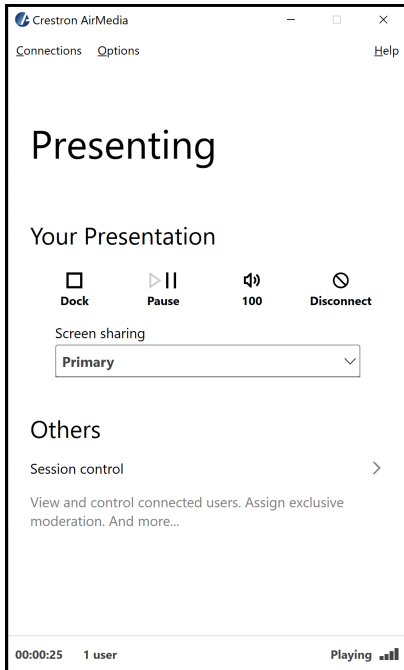 Crestron AirMedia
Connections Options Help
Presenting
Your Presentation
Dock Pause 100 Disconnect
Screen sharing
Primary
Others
Session control
View and control connected users. Assign exclusive
moderation. And more...
00:00:25 1 user Playing